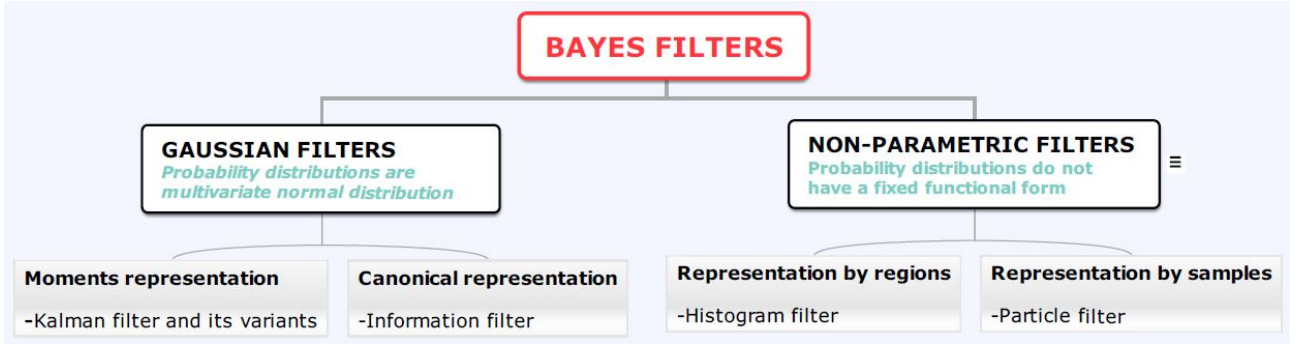 BAYES FILTERS
GAUSSIAN FILTERS
Probability distributions are
multivariate normal distribution
NON-PARAMETRIC FILTERS
Probability distributions do not
have a fixed functional form
Moments representation
-Kalman filter and its variants
Canonical representation
-Information filter
Representation by regions
-Histogram filter
Representation by samples
-Particle filter